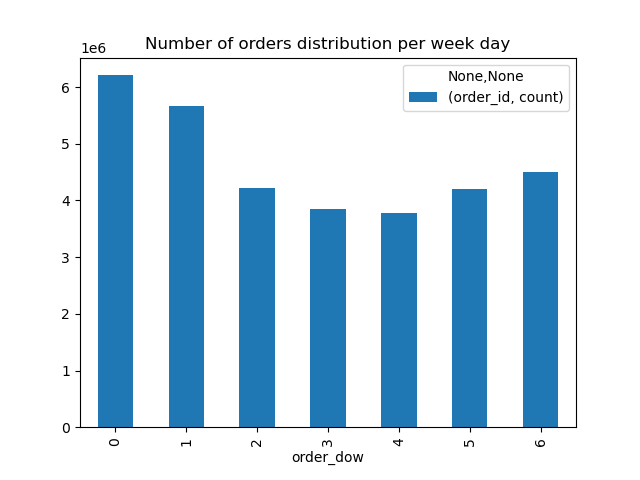 Number of orders distribution per week day
1e6
None,None
(order_id, count)
6
5
4
3
2
1
0
0 1 2 3 4 5 6
order_dow